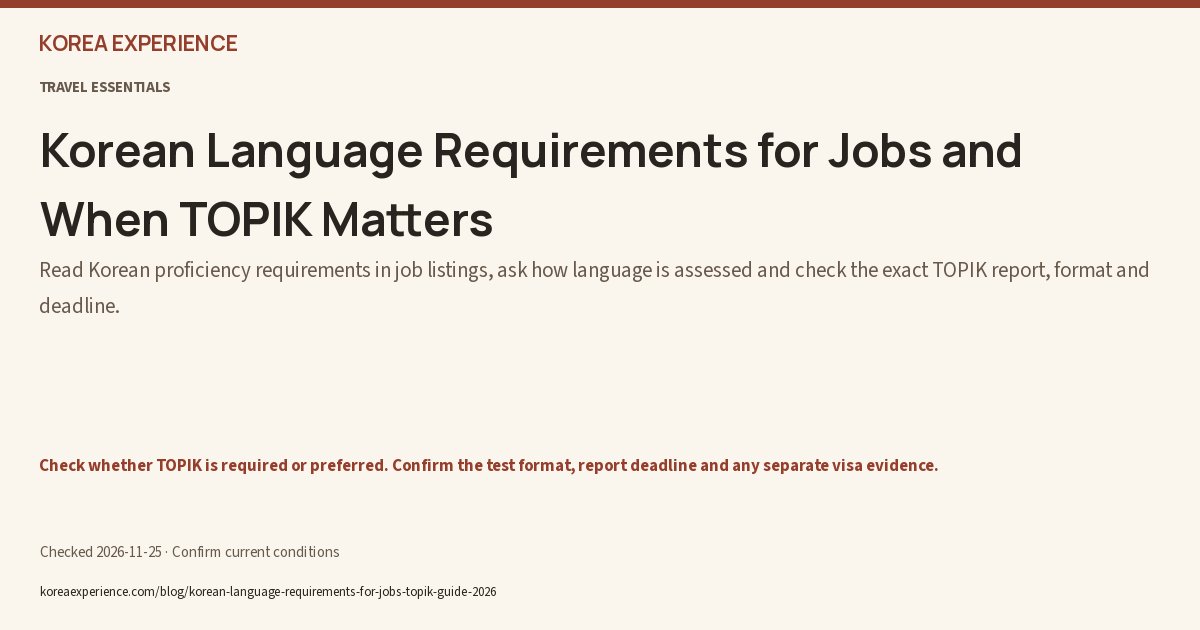 KOREA EXPERIENCE
TRAVEL ESSENTIALS
Korean Language Requirements for Jobs and
When TOPIK Matters
Read Korean proficiency requirements in job listings, ask how language is assessed and check the exact TOPIK report, format and
deadline.
Check whether TOPIK is required or preferred. Confirm the test format, report deadline and any separate visa evidence.
Checked 2026-11-25 · Confirm current conditions
koreaexperience.com/blog/korean-language-requirements-for-jobs-topik-guide-2026